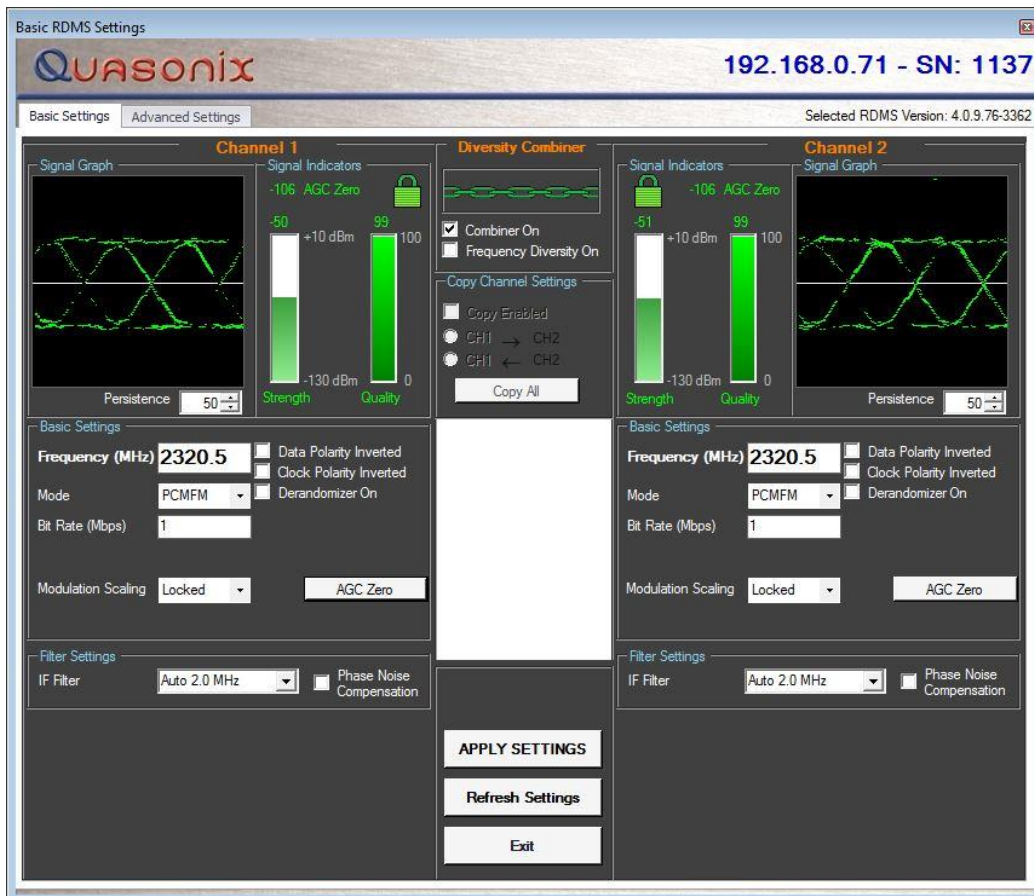 Basic RDMS Settings
Quasonix
192.168.0.71 - SN: 1137
Basic Settings
Advanced Settings
Selected RDMS Version: 4.0.9.76-3362
Channel 1
Signal Graph
Persistence 50
Signal Indicators
-106 AGC Zero
-50
99
+10 dBm
100
-130 dBm
0
Strength
Quality
Basic Settings
Frequency (MHz) 2320.5
Data Polarity Inverted
Clock Polarity Inverted
Mode PCMFM
Derandomizer On
Bit Rate (Mbps) 1
Modulation Scaling Locked
AGC Zero
Filter Settings
IF Filter Auto 2.0 MHz
Phase Noise
Compensation
Diversity Combiner
Combiner On
Frequency Diversity On
Copy Channel Settings
Copy Enabled
CH1 → CH2
CH1 ← CH2
Copy All
APPLY SETTINGS
Refresh Settings
Exit
Channel 2
Signal Indicators
-106 AGC Zero
-51
99
+10 dBm
100
-130 dBm
0
Strength
Quality
Signal Graph
Persistence 50
Basic Settings
Frequency (MHz) 2320.5
Data Polarity Inverted
Clock Polarity Inverted
Mode PCMFM
Derandomizer On
Bit Rate (Mbps) 1
Modulation Scaling Locked
AGC Zero
Filter Settings
IF Filter Auto 2.0 MHz
Phase Noise
Compensation